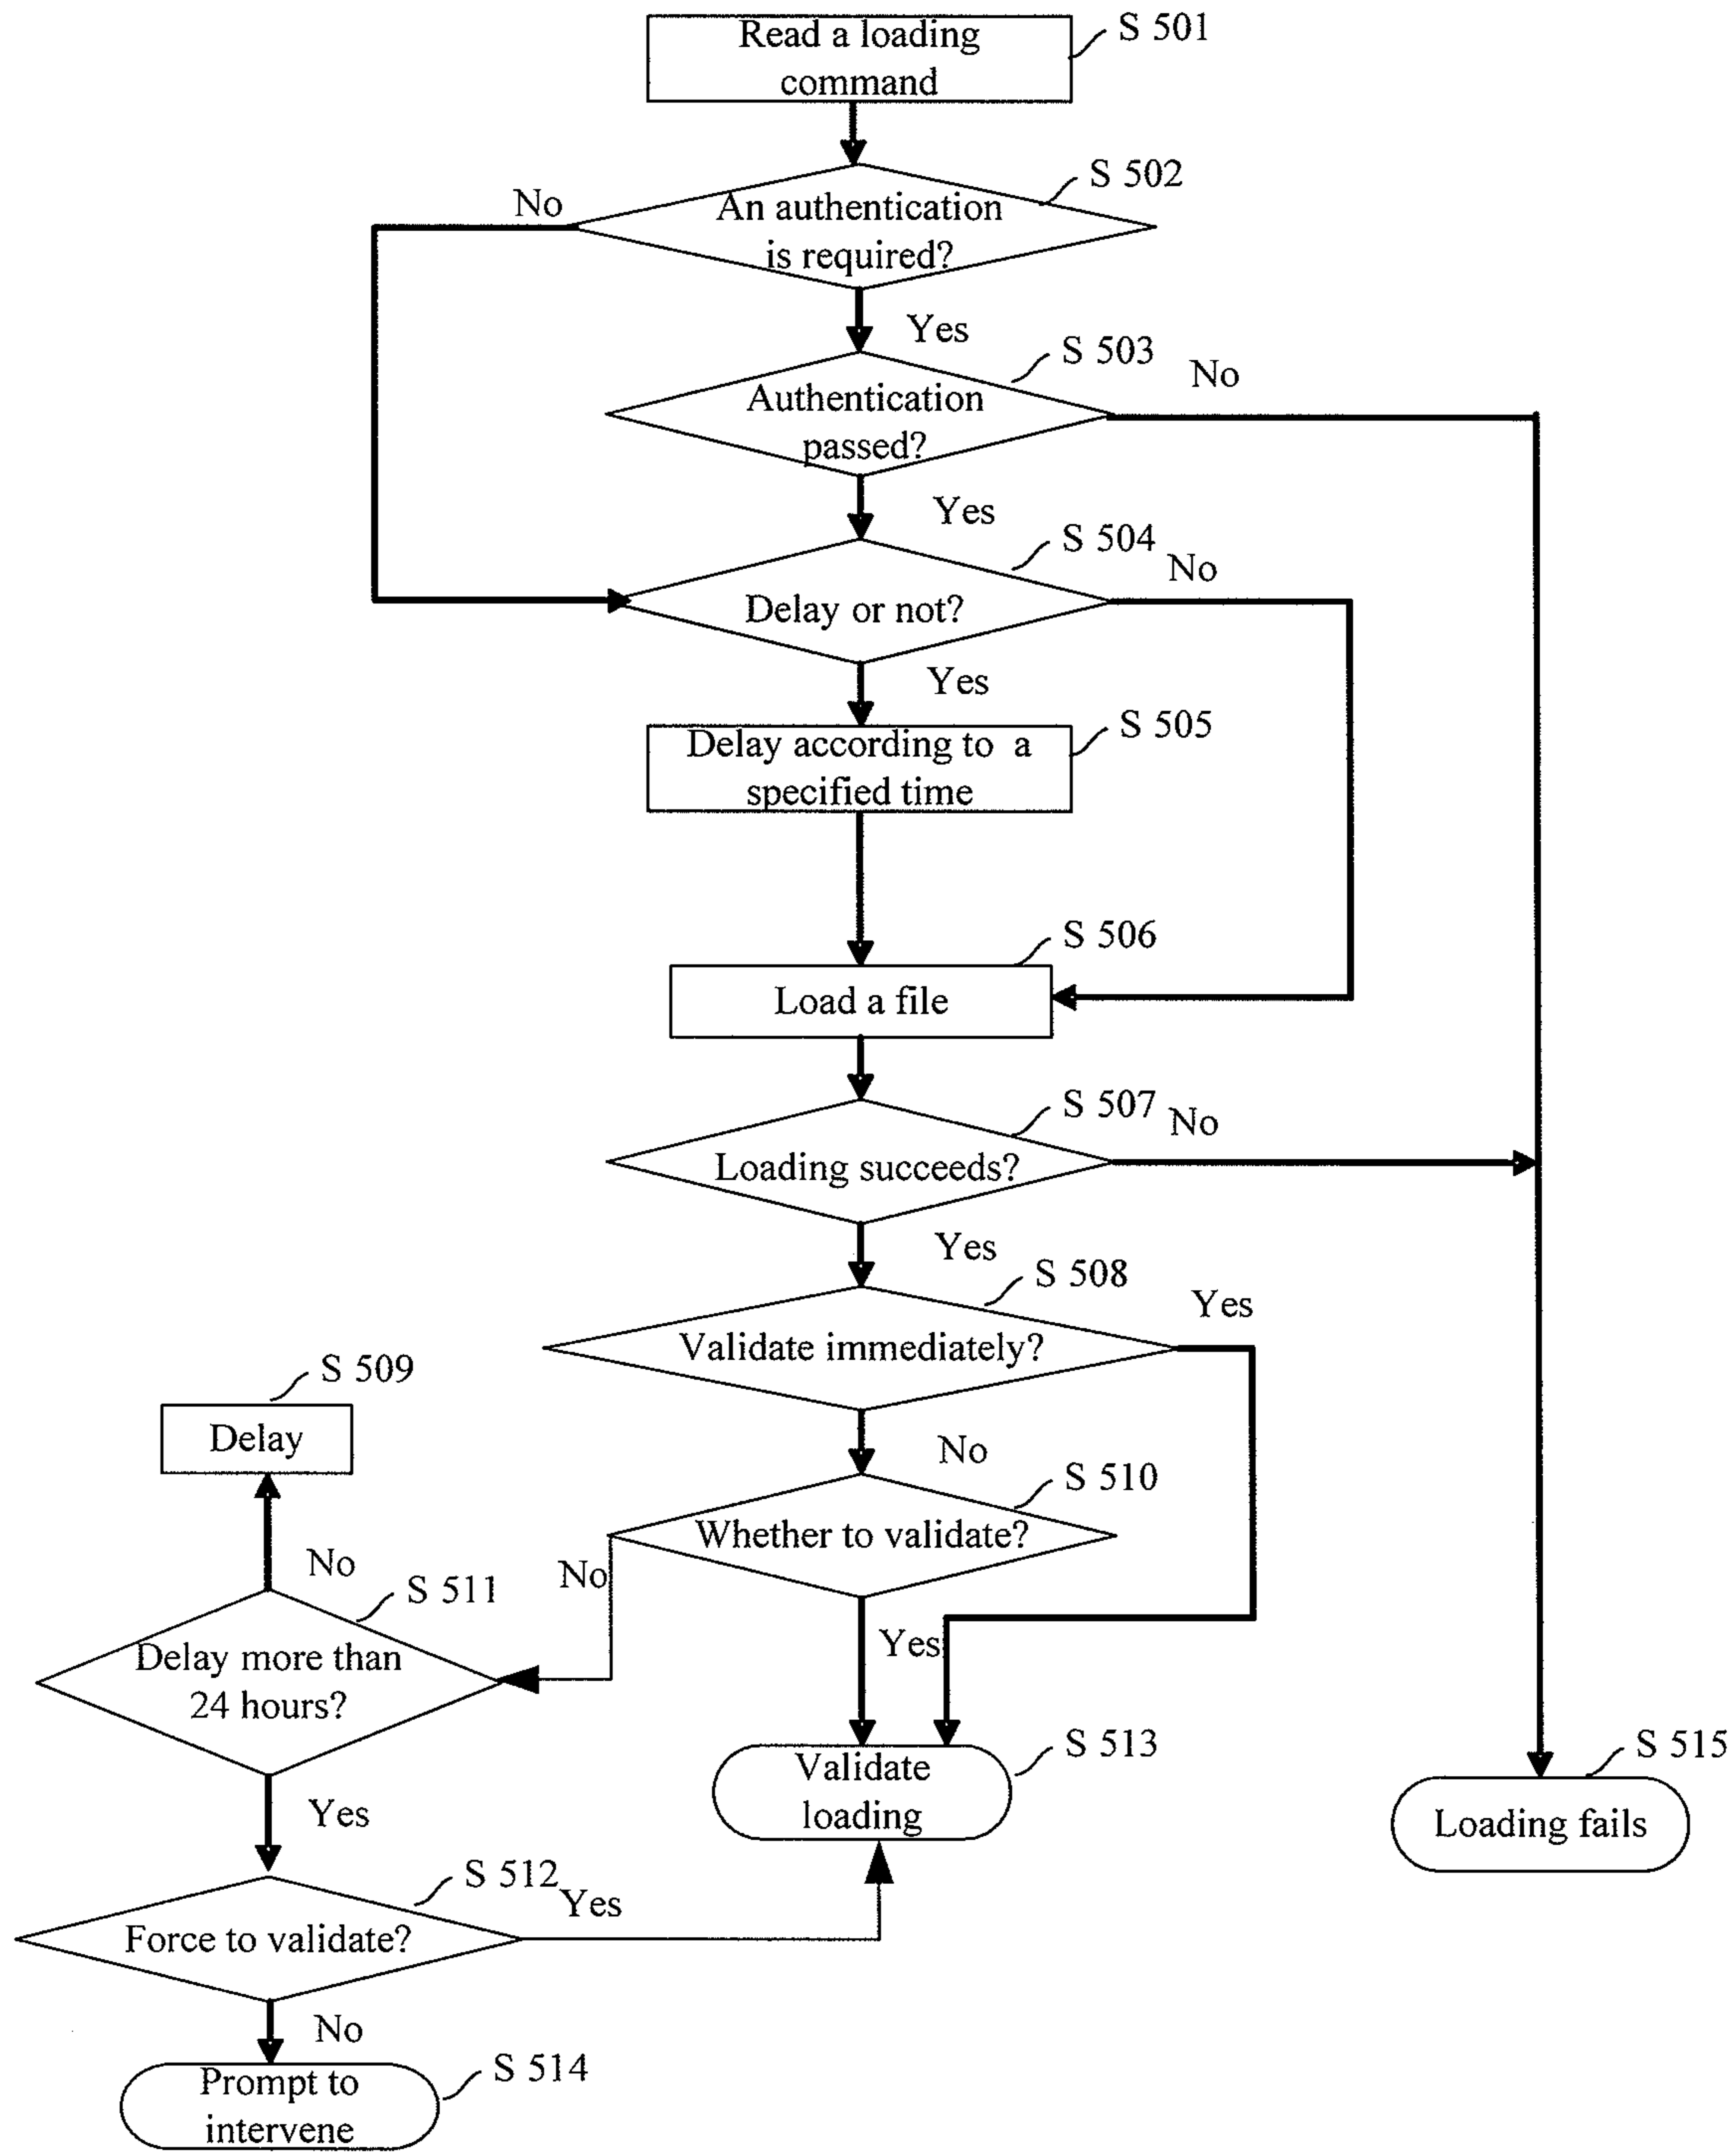 Read a loading
command
S 501
S 502
No
An authentication
is required?
Yes
S 503
No
Authentication
passed?
Yes
S 504
No
Delay or not?
Yes
S 505
Delay according to a
specified time
S 506
Load a file
S 507
No
Loading succeeds?
Yes
S 508
Yes
Validate immediately?
S 509
Delay
No
S 510
Whether to validate?
No
No
S 511
Delay more than
24 hours?
Yes
S 513
Validate
loading
S 515
Loading fails
Yes
S 512
Yes
Force to validate?
No
S 514
Prompt to
intervene